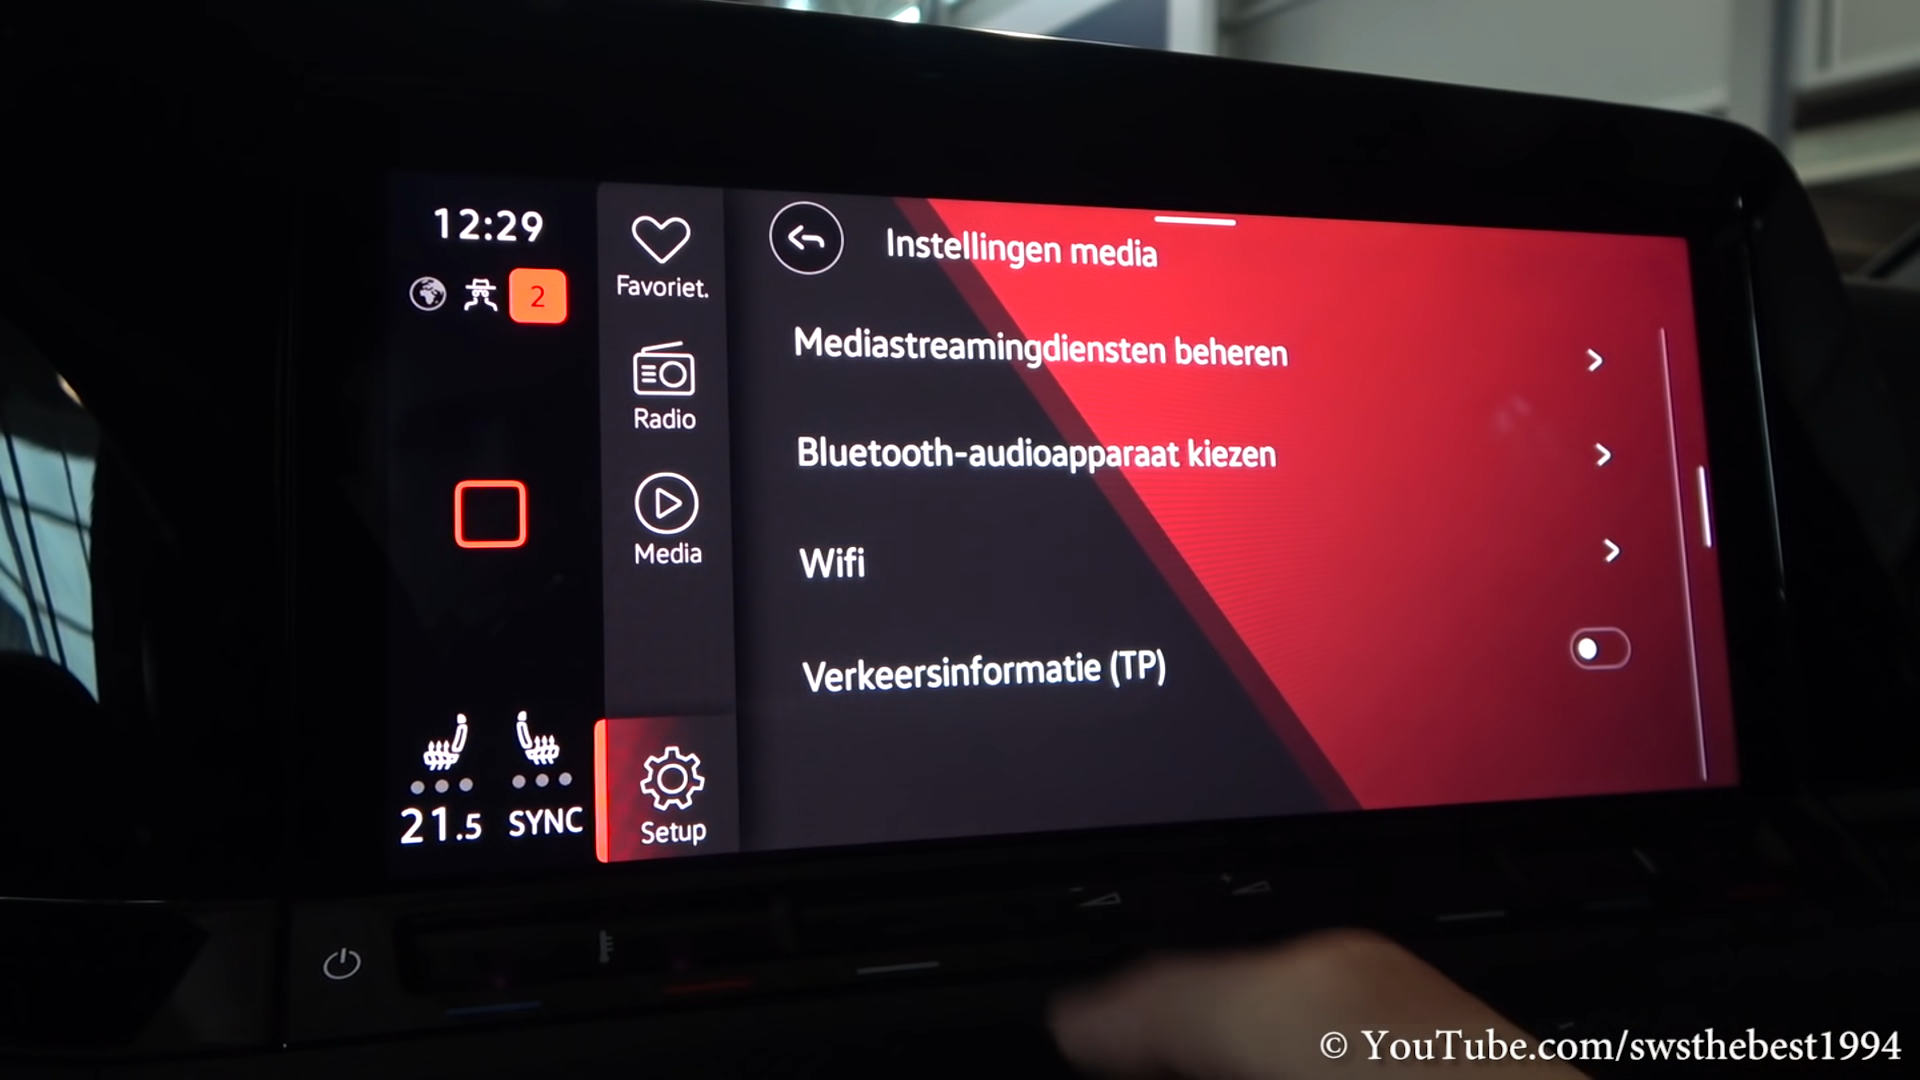 12:29
2
Favoriet.
Radio
Media
Setup
21.5 SYNC
Instellingen media
Mediastreamingdiensten beheren
Bluetooth-audioapparaat kiezen
Wifi
Verkeersinformatie (TP)
© YouTube.com/swsthebest1994